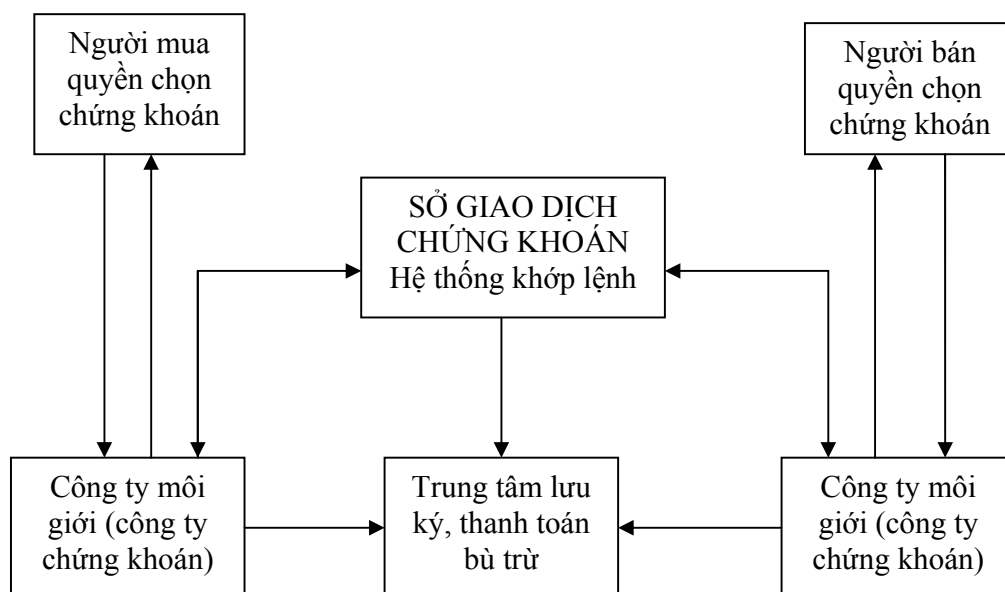 Người mua
quyền chọn
chứng khoán
Người bán
quyền chọn
chứng khoán
SỞ GIAO DỊCH
CHỨNG KHOÁN
Hệ thống khớp lệnh
Công ty môi
giới (công ty
chứng khoán)
Trung tâm lưu
ký, thanh toán
bù trừ
Công ty môi
giới (công ty
chứng khoán)